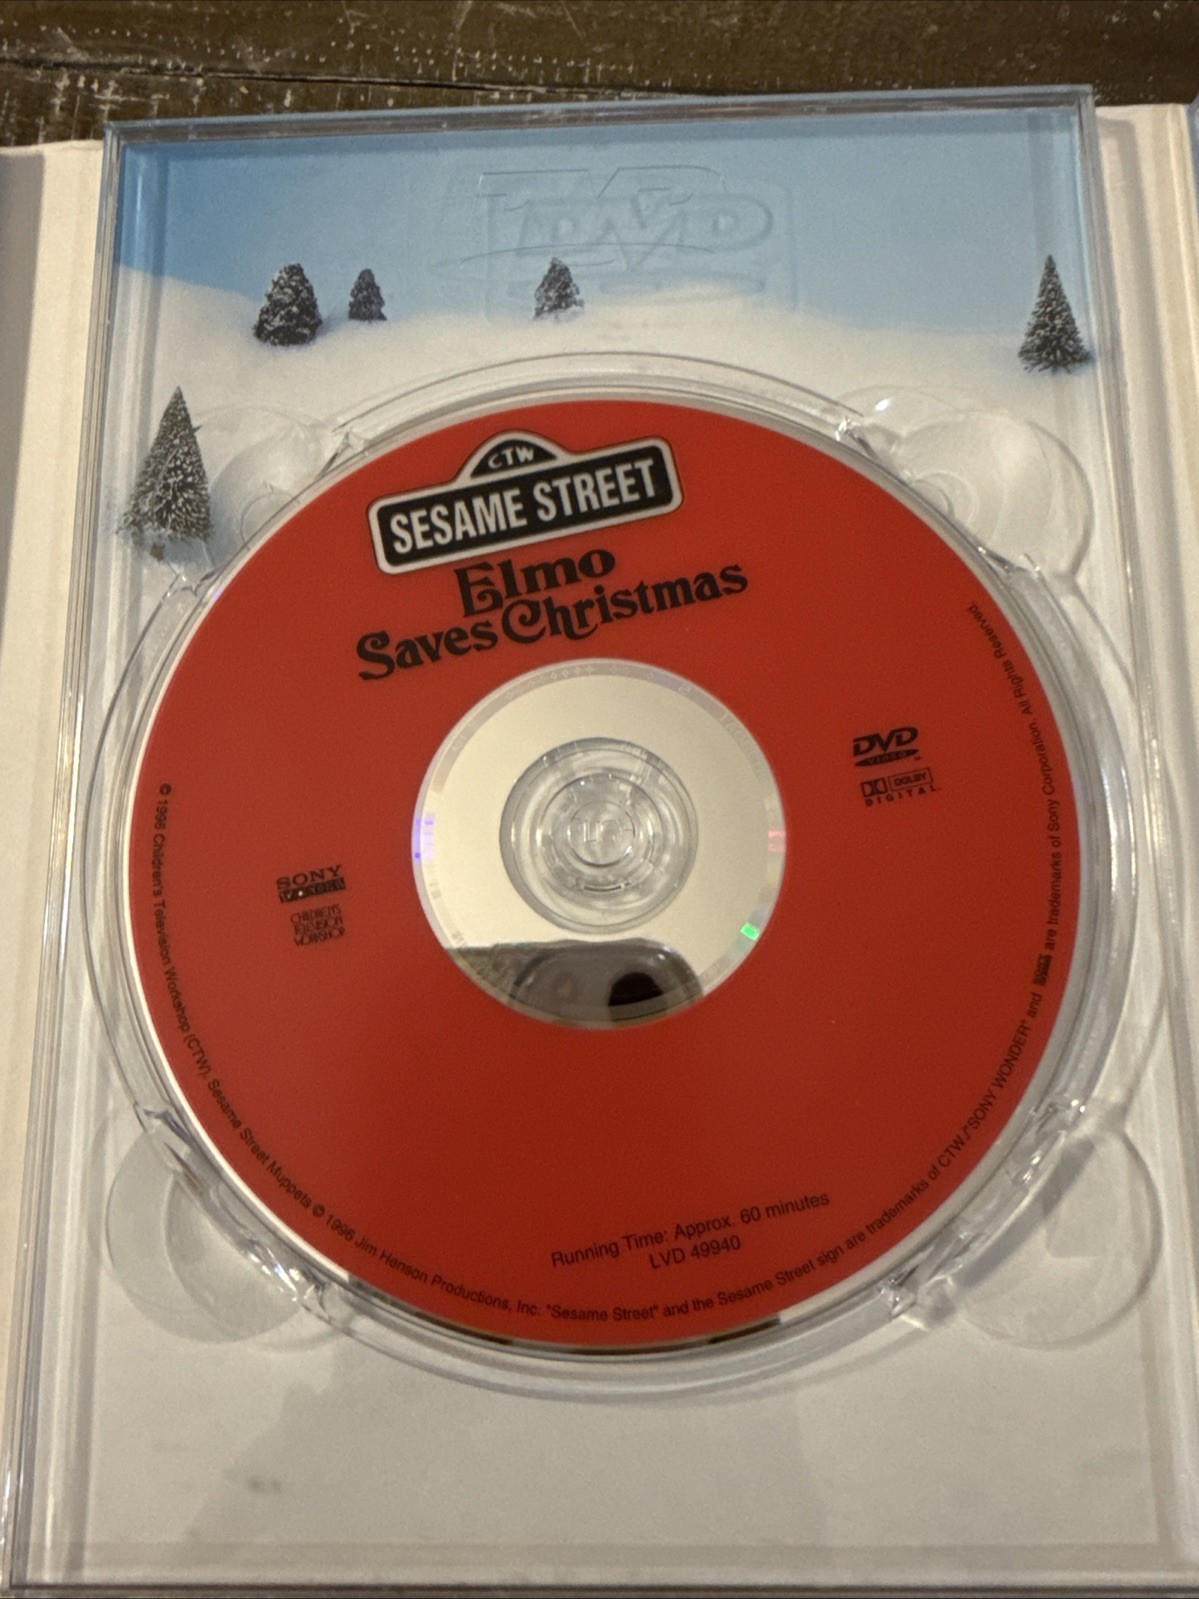 DVD
CTW
SESAME STREET
Elmo
Saves Christmas
DVD
VIDEO
DOLBY
DIGITAL
SONY
WONDER
CHILDREN'S
TELEVISION
WORKSHOP
Running Time: Approx. 60 minutes
LVD 49940
© 1996 Children's Television Workshop (CTW). Sesame Street Muppets © 1996 Jim Henson Productions, Inc. "Sesame Street" and the Sesame Street sign are trademarks of CTW./"SONY WONDER" and are trademarks of Sony Corporation. All Rights Reserved.